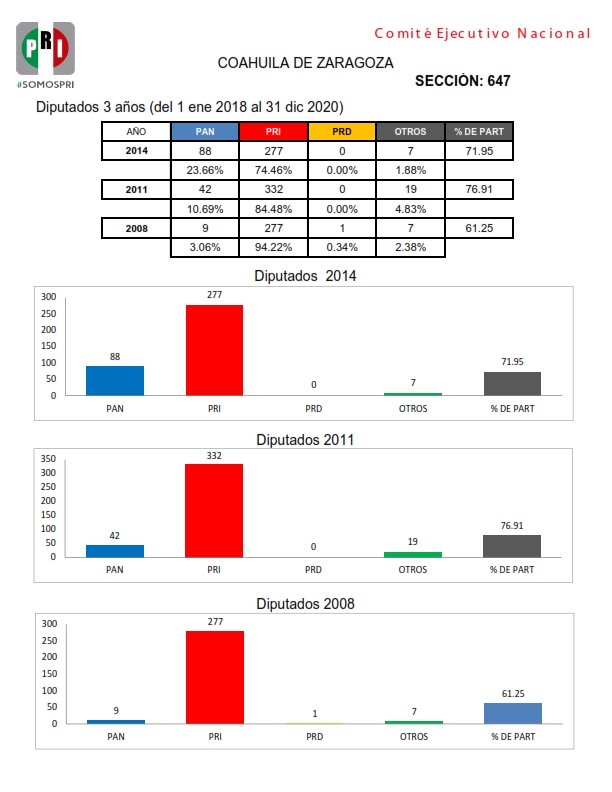 Comité Ejecutivo Nacional
PRI
#SOMOSPRI
COAHUILA DE ZARAGOZA
SECCIÓN: 647
Diputados 3 años (del 1 ene 2018 al 31 dic 2020)
AÑO PAN PRI PRD OTROS % DE PART
2014 88 277 0 7 71.95
23.66% 74.46% 0.00% 1.88%
2011 42 332 0 19 76.91
10.69% 84.48% 0.00% 4.83%
2008 9 277 1 7 61.25
3.06% 94.22% 0.34% 2.38%
Diputados 2014
300
250
200
150
100
50
0
88 277 0 7 71.95
PAN PRI PRD OTROS % DE PART
Diputados 2011
350
300
250
200
150
100
50
0
42 332 0 19 76.91
PAN PRI PRD OTROS % DE PART
Diputados 2008
300
250
200
150
100
50
0
9 277 1 7 61.25
PAN PRI PRD OTROS % DE PART